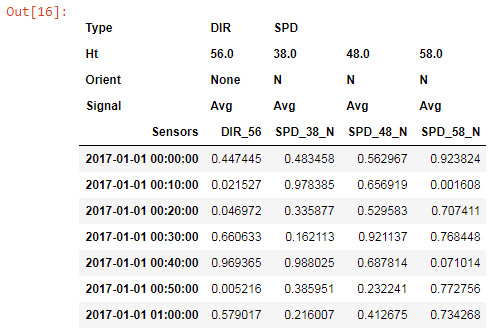 Out[16]:
Type DIR SPD
Ht 56.0 38.0 48.0 58.0
Orient None N N N
Signal Avg Avg Avg Avg
Sensors DIR_56 SPD_38_N SPD_48_N SPD_58_N
2017-01-01 00:00:00 0.447445 0.483458 0.562967 0.923824
2017-01-01 00:10:00 0.021527 0.978385 0.656919 0.001608
2017-01-01 00:20:00 0.046972 0.335877 0.529583 0.707411
2017-01-01 00:30:00 0.660633 0.162113 0.921137 0.768448
2017-01-01 00:40:00 0.969365 0.988025 0.687814 0.071014
2017-01-01 00:50:00 0.005216 0.385951 0.232241 0.772756
2017-01-01 01:00:00 0.579017 0.216007 0.412675 0.734268